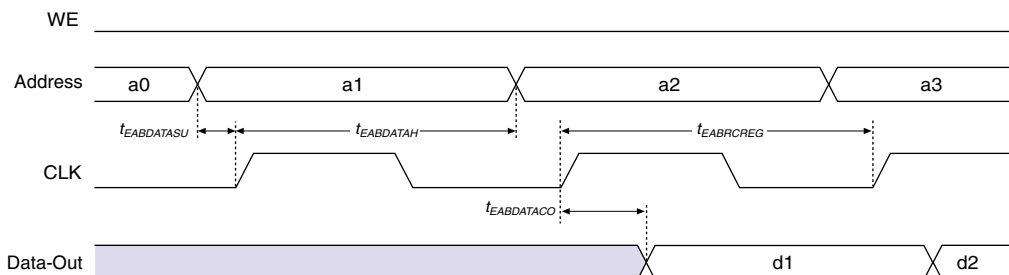 WE
Address a0 a1 a2 a3
tEABDATASU tEABDATAH tEABRCREG
CLK
tEABDATACO
Data-Out d1 d2